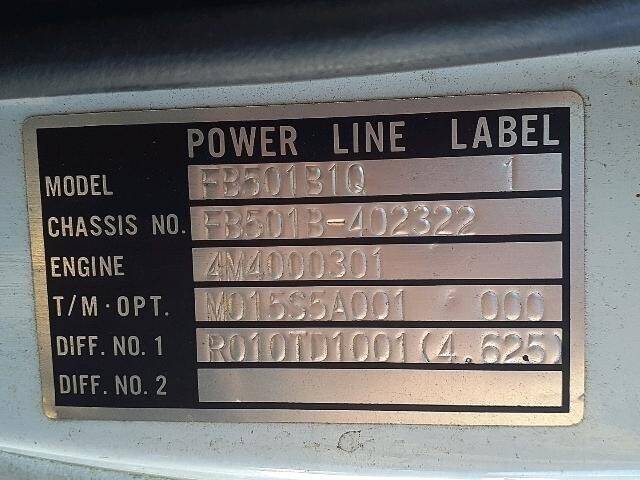 POWER LINE LABEL
MODEL FB501B1Q 1
CHASSIS NO. FB501B-402322
ENGINE 4M4000301
T/M·OPT. M015S5A001 000
DIFF. NO. 1 R010TD1001(4.625)
DIFF. NO. 2